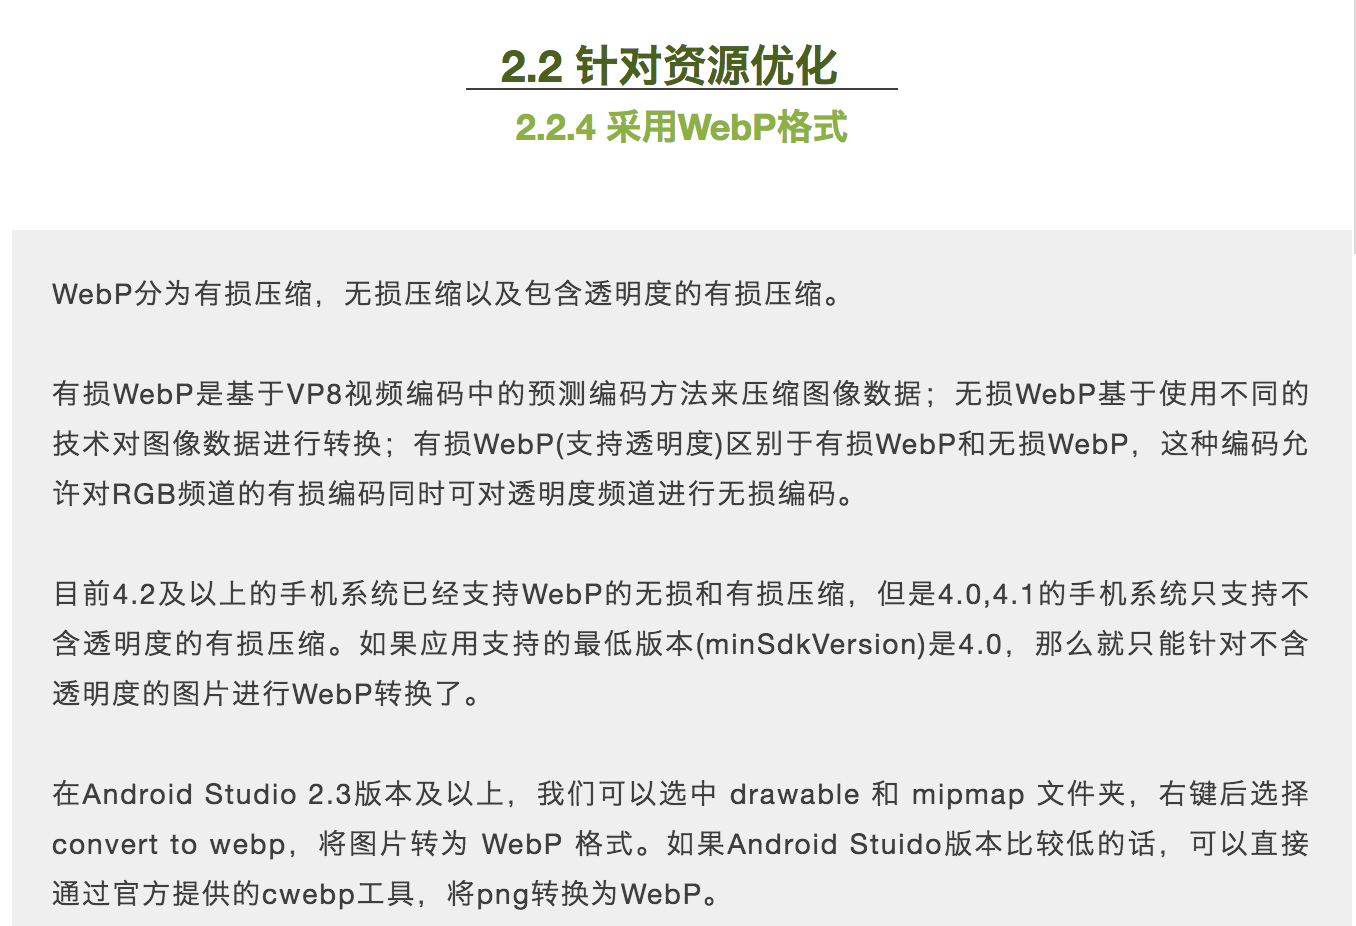 2.2 针对资源优化
2.2.4 采用WebP格式
WebP分为有损压缩，无损压缩以及包含透明度的有损压缩。
有损WebP是基于VP8视频编码中的预测编码方法来压缩图像数据；无损WebP基于使用不同的
技术对图像数据进行转换；有损WebP(支持透明度)区别于有损WebP和无损WebP，这种编码允
许对RGB频道的有损编码同时可对透明度频道进行无损编码。
目前4.2及以上的手机系统已经支持WebP的无损和有损压缩，但是4.0,4.1的手机系统只支持不
含透明度的有损压缩。如果应用支持的最低版本(minSdkVersion)是4.0，那么就只能针对不含
透明度的图片进行WebP转换了。
在Android Studio 2.3版本及以上，我们可以选中 drawable 和 mipmap 文件夹，右键后选择
convert to webp，将图片转为 WebP 格式。如果Android Stuido版本比较低的话，可以直接
通过官方提供的cwebp工具，将png转换为WebP。